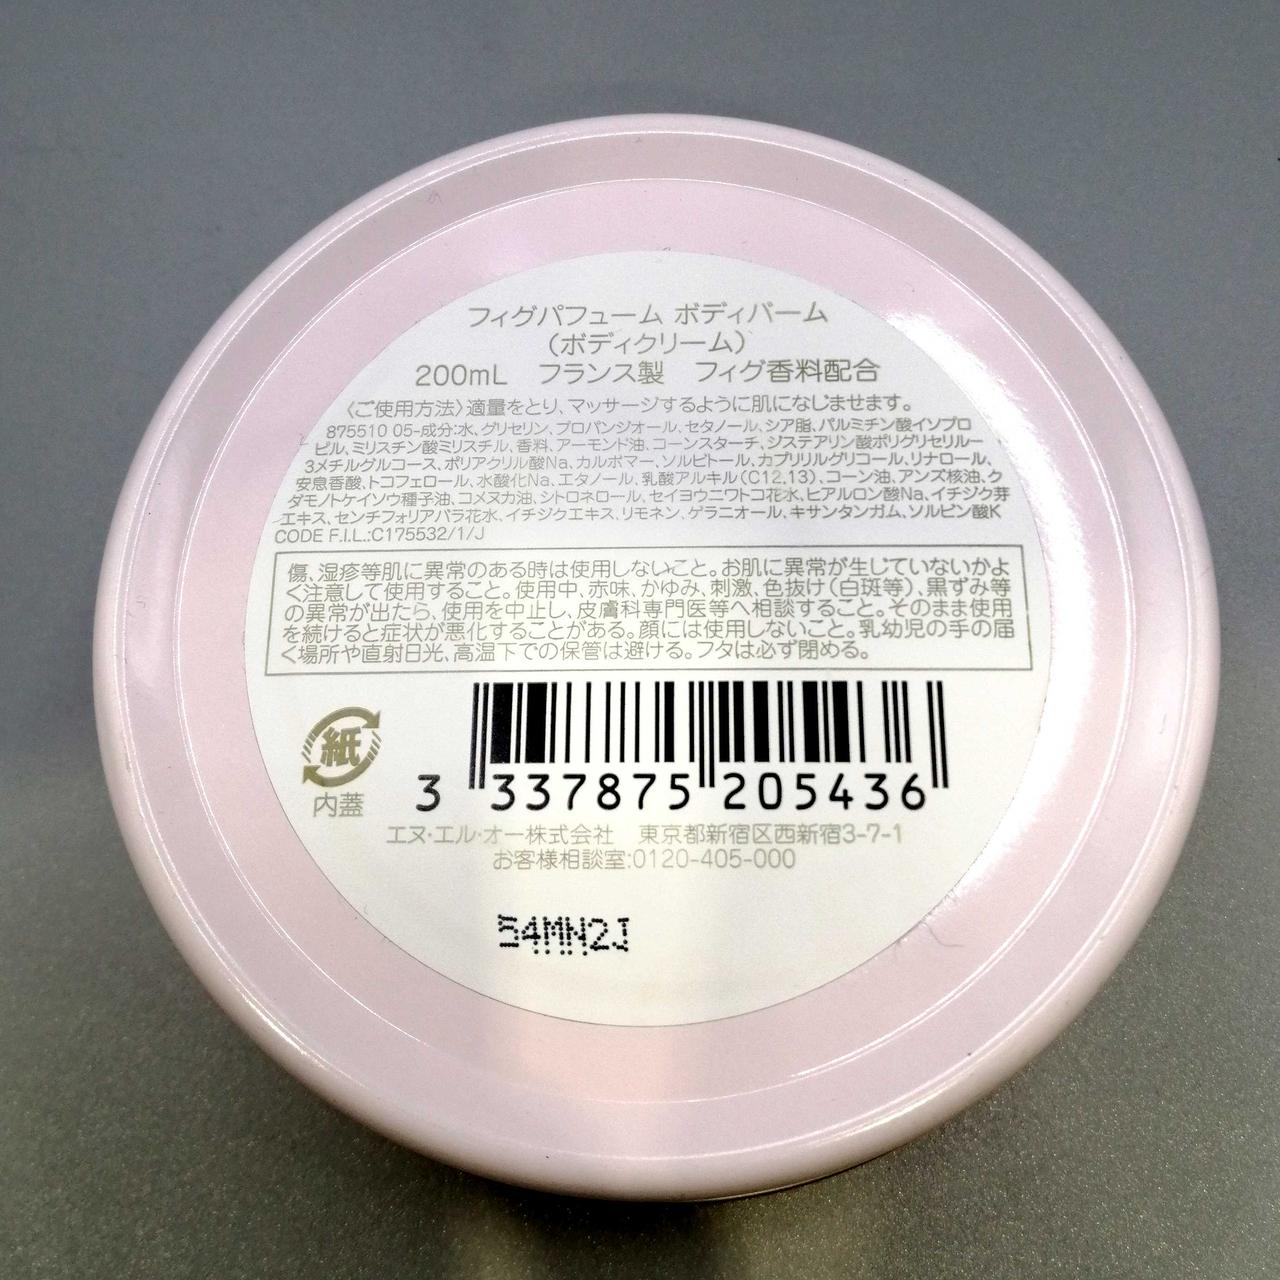 フィグパフューム ボディバーム
(ボディクリーム)
200mL フランス製 フィグ香料配合
〈ご使用方法〉適量をとり、マッサージするように肌になじませます。
875510 05-成分:水、グリセリン、プロパンジオール、セタノール、シア脂、パルミチン酸イソプロ
ピル、ミリスチン酸ミリスチル、香料、アーモンド油、コーンスターチ、ジステアリン酸ポリグリセリル-
3メチルグルコース、ポリアクリル酸Na、カルボマー、ソルビトール、カプリリルグリコール、リナロール、
安息香酸、トコフェロール、水酸化Na、エタノール、乳酸アルキル(C12,13)、コーン油、アンズ核油、ク
ダモノトケイソウ種子油、コメヌカ油、シトロネロール、セイヨウニワトコ花水、ヒアルロン酸Na、イチジク芽
エキス、センチフォリアバラ花水、イチジクエキス、リモネン、ゲラニオール、キサンタンガム、ソルビン酸K
CODE F.I.L.:C175532/1/J
傷、湿疹等肌に異常のある時は使用しないこと。お肌に異常が生じていないかよ
く注意して使用すること。使用中、赤味、かゆみ、刺激、色抜け(白斑等)、黒ずみ等
の異常が出たら、使用を中止し、皮膚科専門医等へ相談すること。そのまま使用
を続けると症状が悪化することがある。顔には使用しないこと。乳幼児の手の届
く場所や直射日光、高温下での保管は避ける。フタは必ず閉める。
紙
内蓋
3 337875 205436
エヌ・エル・オー株式会社 東京都新宿区西新宿3-7-1
お客様相談室:0120-405-000
54MN2J